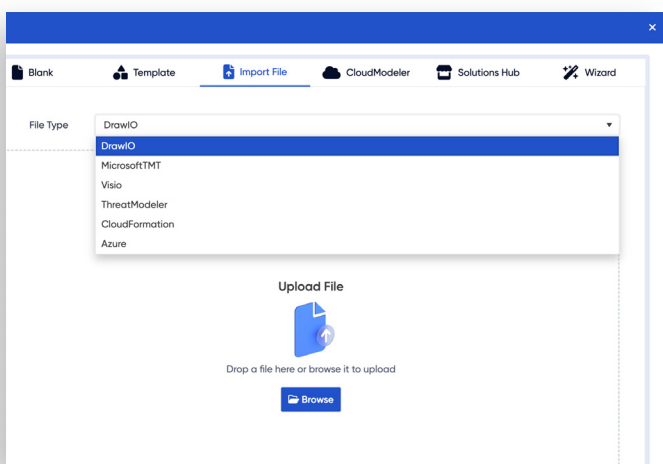 Blank Template Import File CloudModeler Solutions Hub Wizard
File Type DrawIO
DrawIO
MicrosoftTMT
Visio
ThreatModeler
CloudFormation
Azure
Upload File
Drop a file here or browse it to upload
Browse